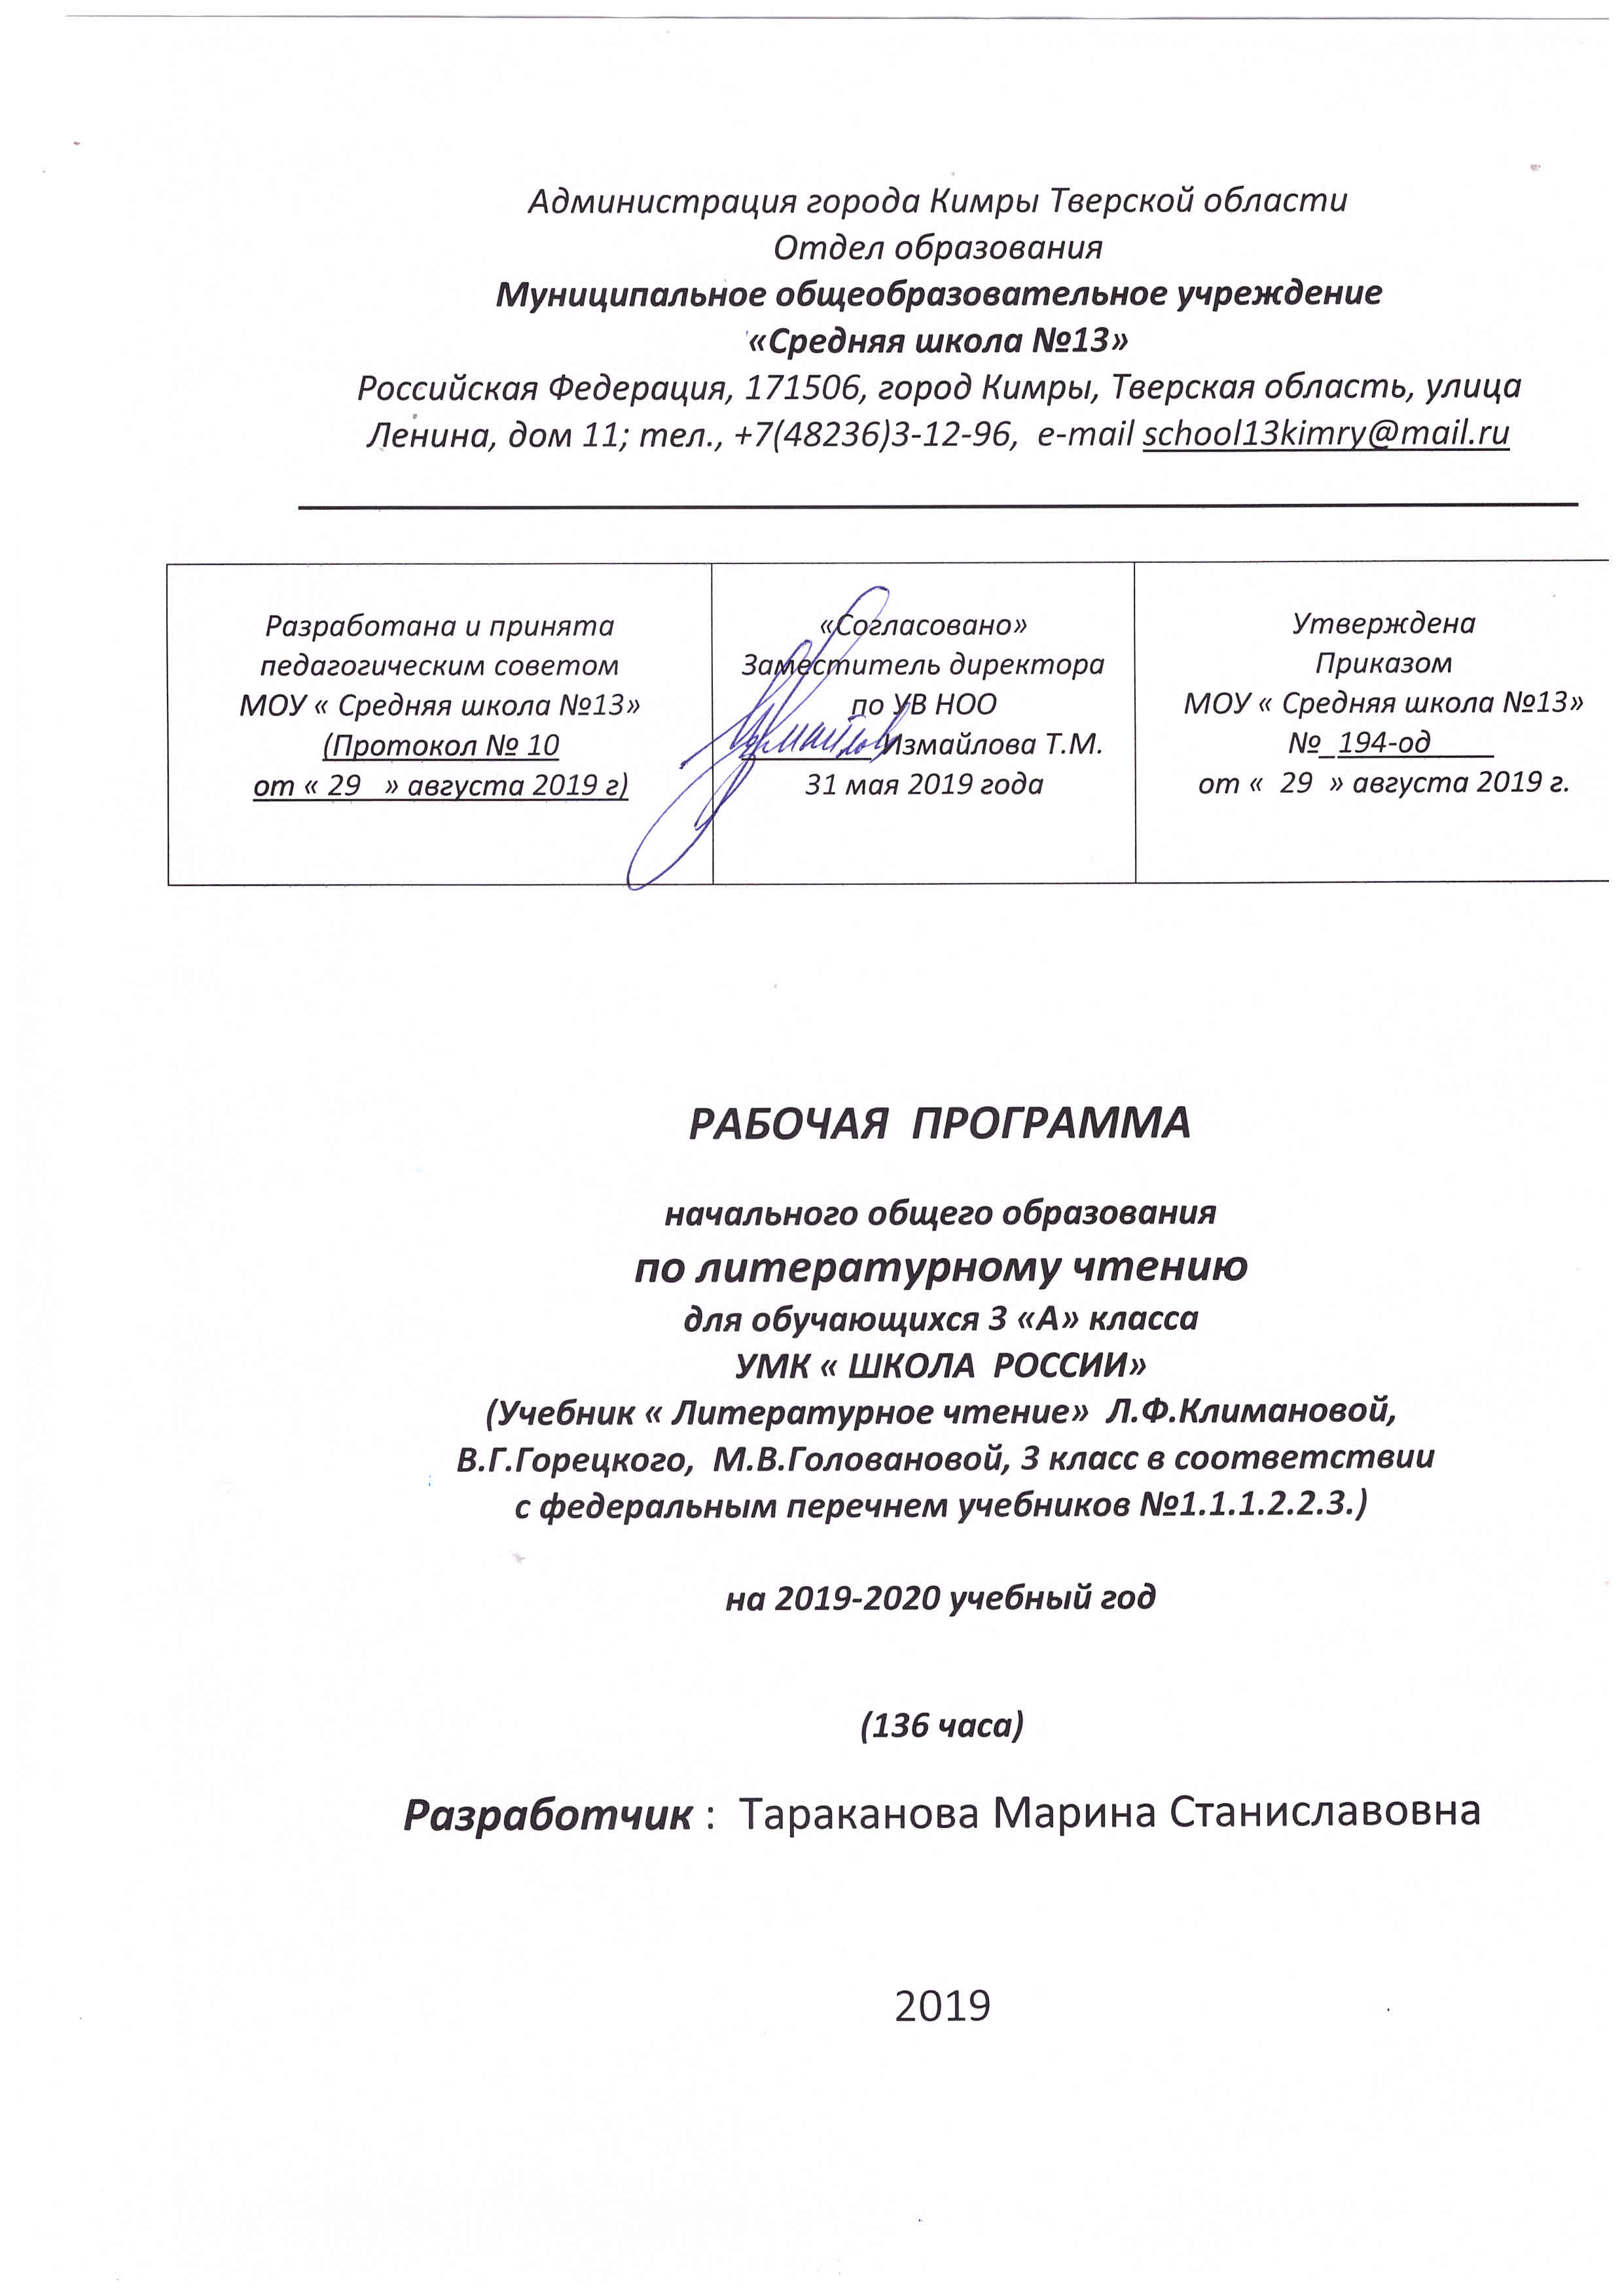 Администрация города Кимры Тверской области
Отдел образования
Муниципальное общеобразовательное учреждение
«Средняя школа №13»
Российская Федерация, 171506, город Кимры, Тверская область, улица
Ленина, дом 11; тел., +7(48236)3-12-96, e-mail school13kimry@mail.ru
Разработана и принята
педагогическим советом
МОУ « Средняя школа №13»
(Протокол № 10
от « 29 » августа 2019 г)
«Согласовано»
Заместитель директора
по УВ НОО
Измайлова Т.М.
31 мая 2019 года
Утверждена
Приказом
МОУ « Средняя школа №13»
№_194-од
от « 29 » августа 2019 г.
РАБОЧАЯ ПРОГРАММА
начального общего образования
по литературному чтению
для обучающихся 3 «А» класса
УМК « ШКОЛА РОССИИ»
(Учебник « Литературное чтение» Л.Ф.Климановой,
В.Г.Горецкого, М.В.Головановой, 3 класс в соответствии
с федеральным перечнем учебников №1.1.1.2.2.3.)
на 2019-2020 учебный год
(136 часа)
Разработчик : Тараканова Марина Станиславовна
2019